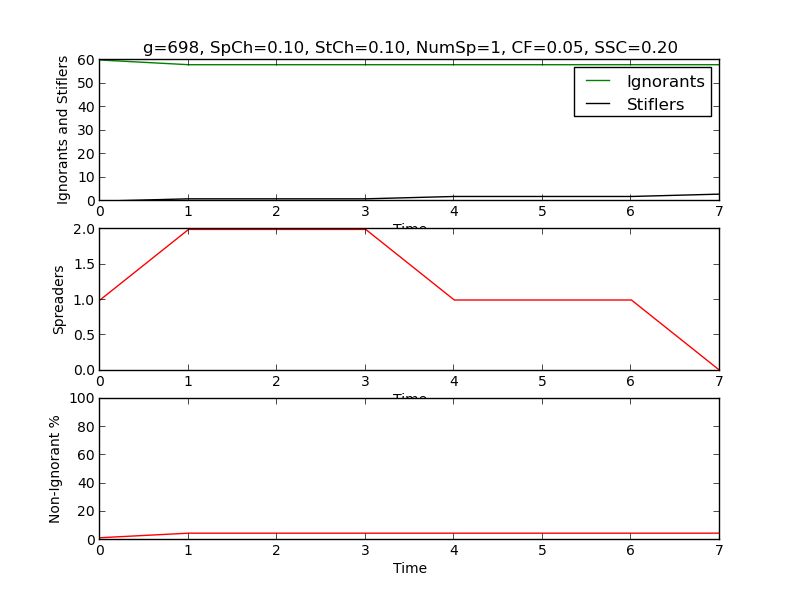 g=698, SpCh=0.10, StCh=0.10, NumSp=1, CF=0.05, SSC=0.20
Ignorants and Stiflers
60
50
40
30
20
10
0
Ignorants
Stiflers
0 1 2 3 4 5 6 7
Time
Spreaders
2.0
1.5
1.0
0.5
0.0
0 1 2 3 4 5 6 7
Time
Non-Ignorant %
100
80
60
40
20
0
0 1 2 3 4 5 6 7
Time